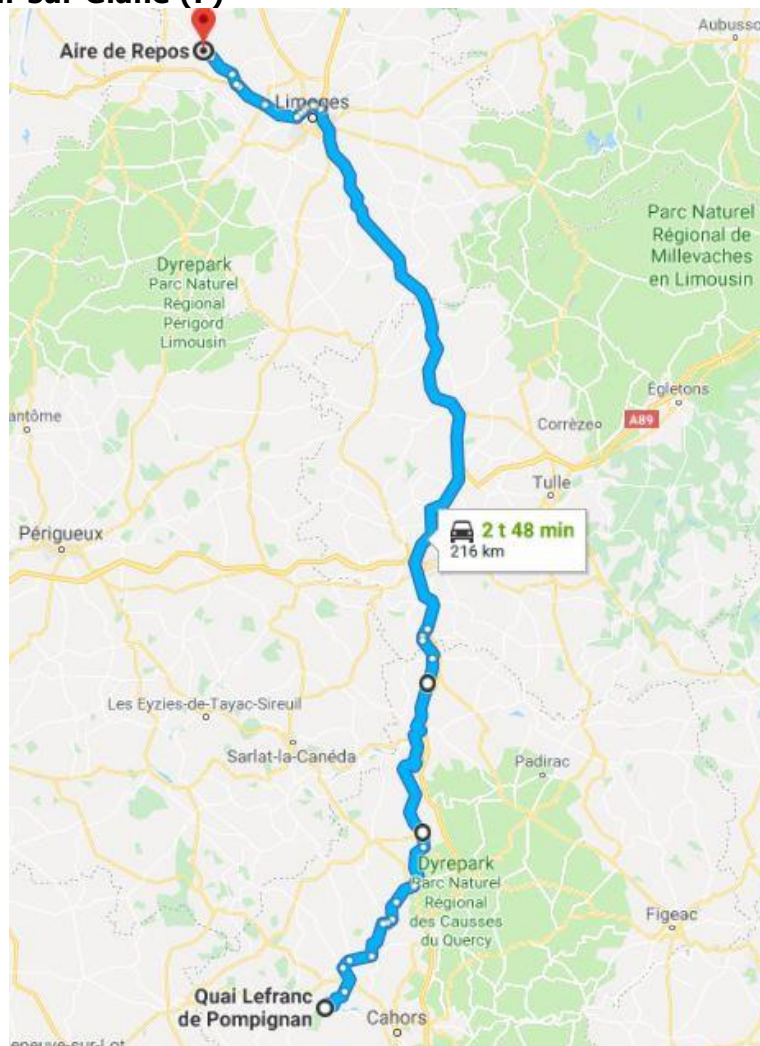 Aire de Repos
Aubusso
Limoges
Parc Naturel
Régional de
Millevaches
en Limousin
Dyrepark
Parc Naturel
Régional
Périgord
Limousin
Égletons
antôme
Corrèze
A89
Tulle
2 t 48 min
216 km
Périgueux
Les Eyzies-de-Tayac-Sireuil
Sarlat-la-Canéda
Padirac
Dyrepark
Parc Naturel
Régional
des Causses
du Quercy
Figeac
Quai Lefranc
de Pompignan
Cahors